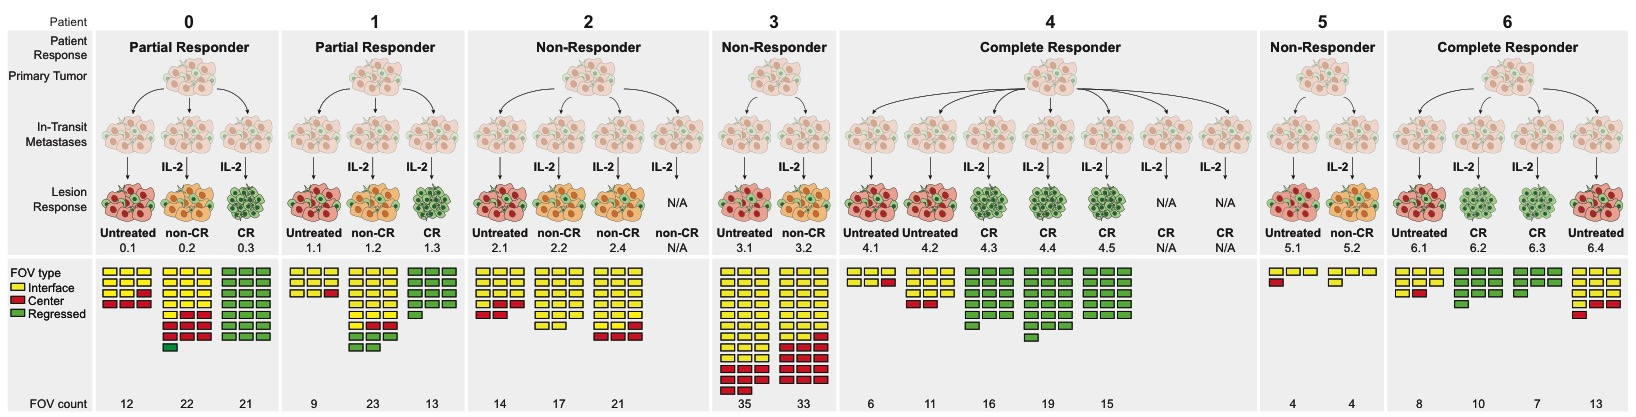 Patient 0 1 2 3 4 5 6
Patient Response Partial Responder Partial Responder Non-Responder Non-Responder Complete Responder Non-Responder Complete Responder
Primary Tumor
In-Transit Metastases
IL-2 IL-2 IL-2 IL-2 IL-2 IL-2 IL-2 IL-2 IL-2 IL-2 IL-2 IL-2 IL-2 IL-2 IL-2 IL-2
Lesion Response N/A N/A N/A
Untreated non-CR CR Untreated non-CR CR Untreated non-CR non-CR non-CR Untreated non-CR Untreated Untreated CR CR CR CR CR Untreated non-CR Untreated CR CR Untreated
0.1 0.2 0.3 1.1 1.2 1.3 2.1 2.2 2.4 N/A 3.1 3.2 4.1 4.2 4.3 4.4 4.5 N/A N/A 5.1 5.2 6.1 6.2 6.3 6.4
FOV type
Interface
Center
Regressed
FOV count 12 22 21 9 23 13 14 17 21 35 33 6 11 16 19 15 4 4 8 10 7 13